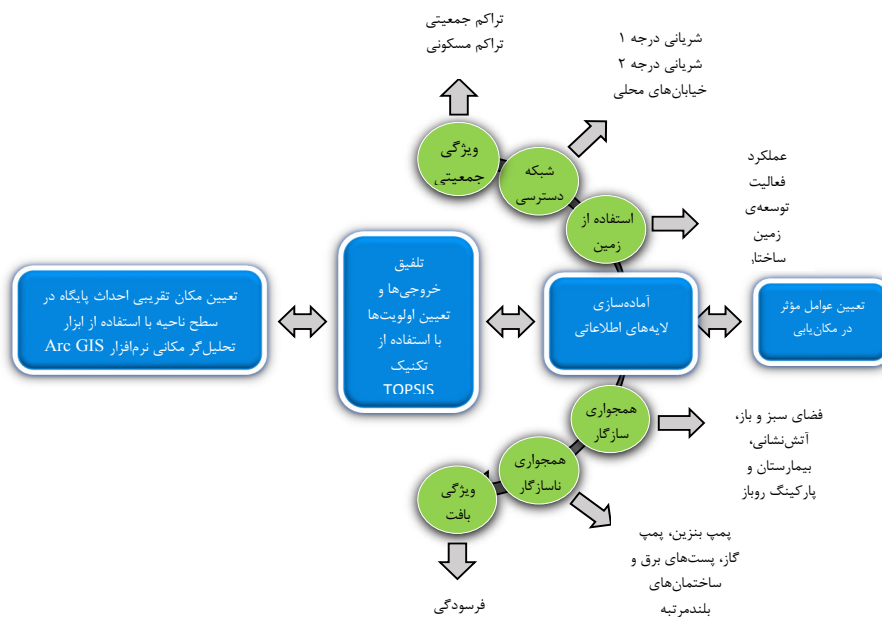 تراکم جمعیتی
تراکم مسکونی
شریانی درجه ۱
شریانی درجه ۲
خیابان‌های محلی
ویژگی
جمعیتی
شبکه
دسترسی
استفاده از
زمین
عملکرد
فعالیت
توسعه‌ی
زمین
ساختار
تعیین عوامل مؤثر
در مکان‌یابی
آماده‌سازی
لایه‌های اطلاعاتی
تلفیق
خروجی‌ها و
تعیین اولویت‌ها
با استفاده از
تکنیک
TOPSIS
تعیین مکان تقریبی احداث پایگاه در
سطح ناحیه با استفاده از ابزار
تحلیل‌گر مکانی نرم‌افزار Arc GIS
همجواری
سازگار
فضای سبز و باز،
آتش‌نشانی،
بیمارستان و
پارکینگ روباز
همجواری
ناسازگار
ویژگی
بافت
پمپ بنزین، پمپ
گاز، پست‌های برق و
ساختمان‌های
بلندمرتبه
فرسودگی